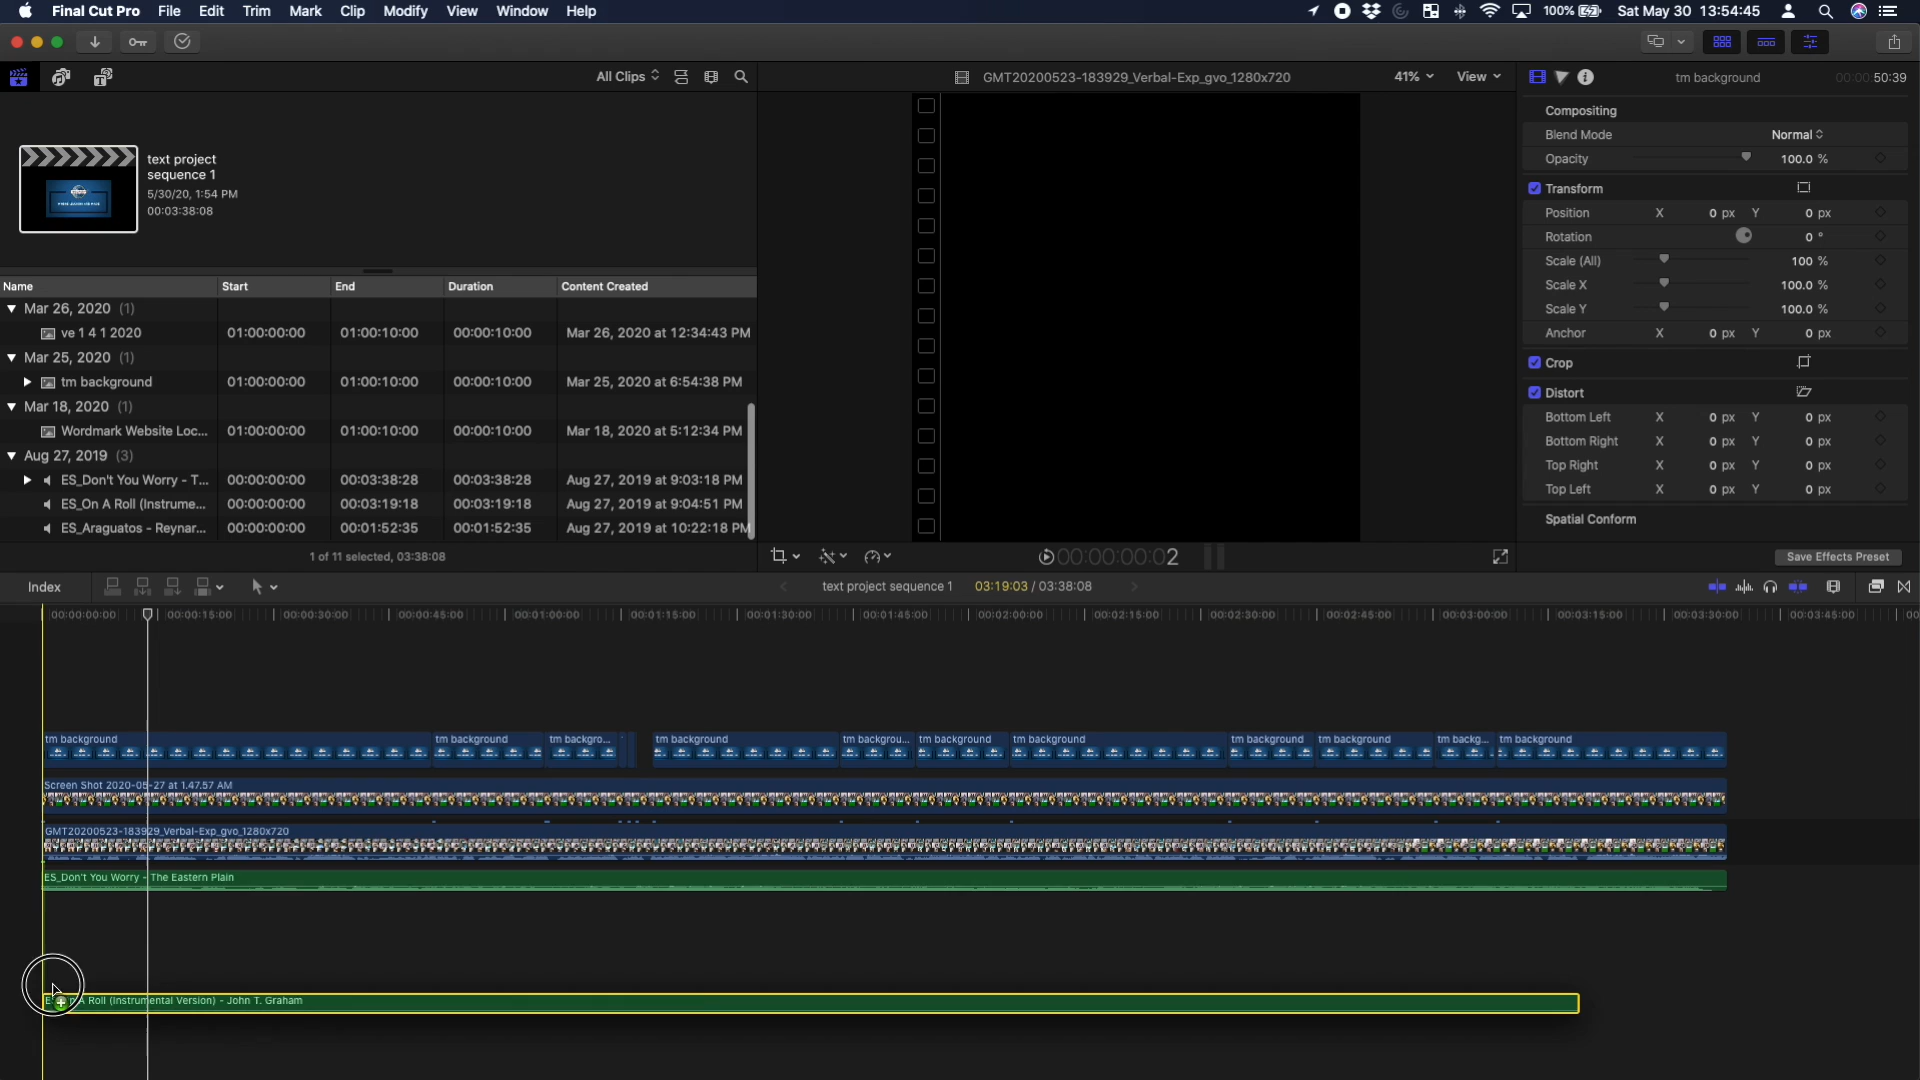 Final Cut Pro File Edit Trim Mark Clip Modify View Window Help 100% Sat May 30 13:54:45
All Clips GMT20200523-183929_Verbal-Exp_gvo_1280x720 41% View tm background 00:00:50:39
text project
sequence 1
5/30/20, 1:54 PM
00:03:38:08
Compositing
Blend Mode Normal
Opacity 100.0 %
Transform
Position X 0 px Y 0 px
Rotation 0 °
Scale (All) 100 %
Scale X 100.0 %
Scale Y 100.0 %
Anchor X 0 px Y 0 px
Crop
Distort
Bottom Left X 0 px Y 0 px
Bottom Right X 0 px Y 0 px
Top Right X 0 px Y 0 px
Top Left X 0 px Y 0 px
Spatial Conform
Save Effects Preset
Name Start End Duration Content Created
Mar 26, 2020 (1)
ve 1 4 1 2020 01:00:00:00 01:00:10:00 00:00:10:00 Mar 26, 2020 at 12:34:43 PM
Mar 25, 2020 (1)
tm background 01:00:00:00 01:00:10:00 00:00:10:00 Mar 25, 2020 at 6:54:38 PM
Mar 18, 2020 (1)
Wordmark Website Loc... 01:00:00:00 01:00:10:00 00:00:10:00 Mar 18, 2020 at 5:12:34 PM
Aug 27, 2019 (3)
ES_Don't You Worry - T... 00:00:00:00 00:03:38:28 00:03:38:28 Aug 27, 2019 at 9:03:18 PM
ES_On A Roll (Instrume... 00:00:00:00 00:03:19:18 00:03:19:18 Aug 27, 2019 at 9:04:51 PM
ES_Araguatos - Reynar... 00:00:00:00 00:01:52:35 00:01:52:35 Aug 27, 2019 at 10:22:18 PM
1 of 11 selected, 03:38:08
00:00:00:02
Index text project sequence 1 03:19:03 / 03:38:08
00:00:00:00 00:00:15:00 00:00:30:00 00:00:45:00 00:01:00:00 00:01:15:00 00:01:30:00 00:01:45:00 00:02:00:00 00:02:15:00 00:02:30:00 00:02:45:00 00:03:00:00 00:03:15:00 00:03:30:00 00:03:45:00 00
tm background tm background tm backgro... tm background tm backgrou... tm background tm background tm background tm background tm backg... tm background
Screen Shot 2020-05-27 at 1.47.57 AM
GMT20200523-183929_Verbal-Exp_gvo_1280x720
ES_Don't You Worry - The Eastern Plain
A Roll (Instrumental Version) - John T. Graham